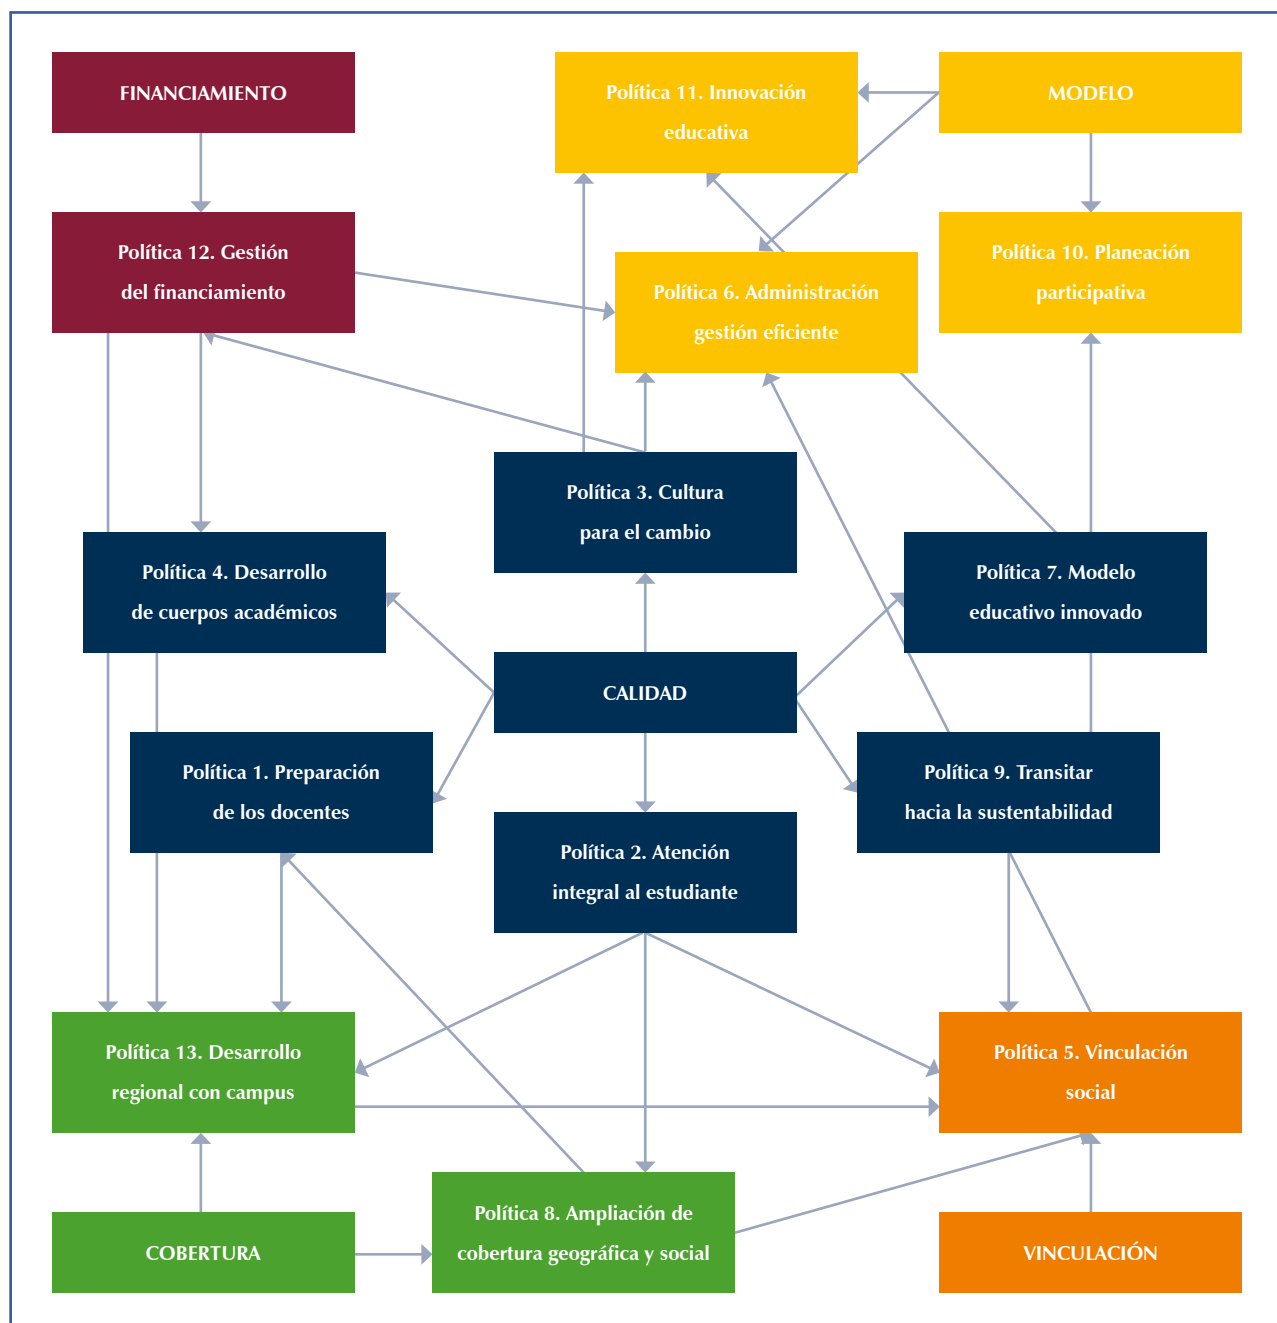 FINANCIAMIENTO
Política 11. Innovación
educativa
MODELO
Política 12. Gestión
del financiamiento
Política 6. Administración
gestión eficiente
Política 10. Planeación
participativa
Política 3. Cultura
para el cambio
Política 4. Desarrollo
de cuerpos académicos
Política 7. Modelo
educativo innovado
CALIDAD
Política 1. Preparación
de los docentes
Política 9. Transitar
hacia la sustentabilidad
Política 2. Atención
integral al estudiante
Política 13. Desarrollo
regional con campus
Política 5. Vinculación
social
Política 8. Ampliación de
cobertura geográfica y social
COBERTURA
VINCULACIÓN